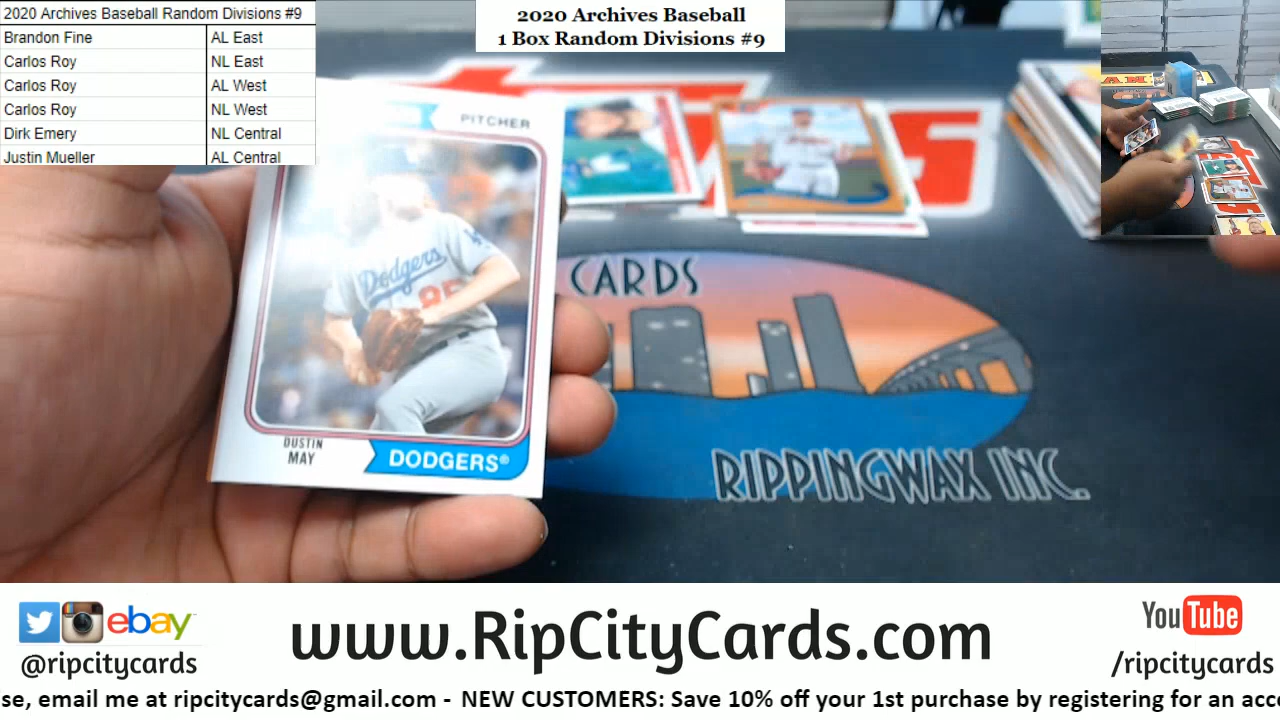 2020 Archives Baseball Random Divisions #9
Brandon Fine AL East
Carlos Roy NL East
Carlos Roy AL West
Carlos Roy NL West
Dirk Emery NL Central
Justin Mueller AL Central
2020 Archives Baseball
1 Box Random Divisions #9
PITCHER
Dodgers
85
DUSTIN
MAY
DODGERS®
CARDS
RIPPINGWAX INC.
ebay
@ripcitycards
www.RipCityCards.com
YouTube
/ripcitycards
se, email me at ripcitycards@gmail.com - NEW CUSTOMERS: Save 10% off your 1st purchase by registering for an acc